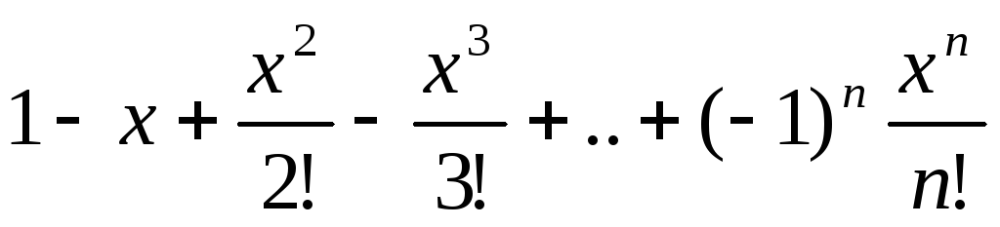 1 - x + x^2/2! - x^3/3! + .. + (-1)^n x^n/n!